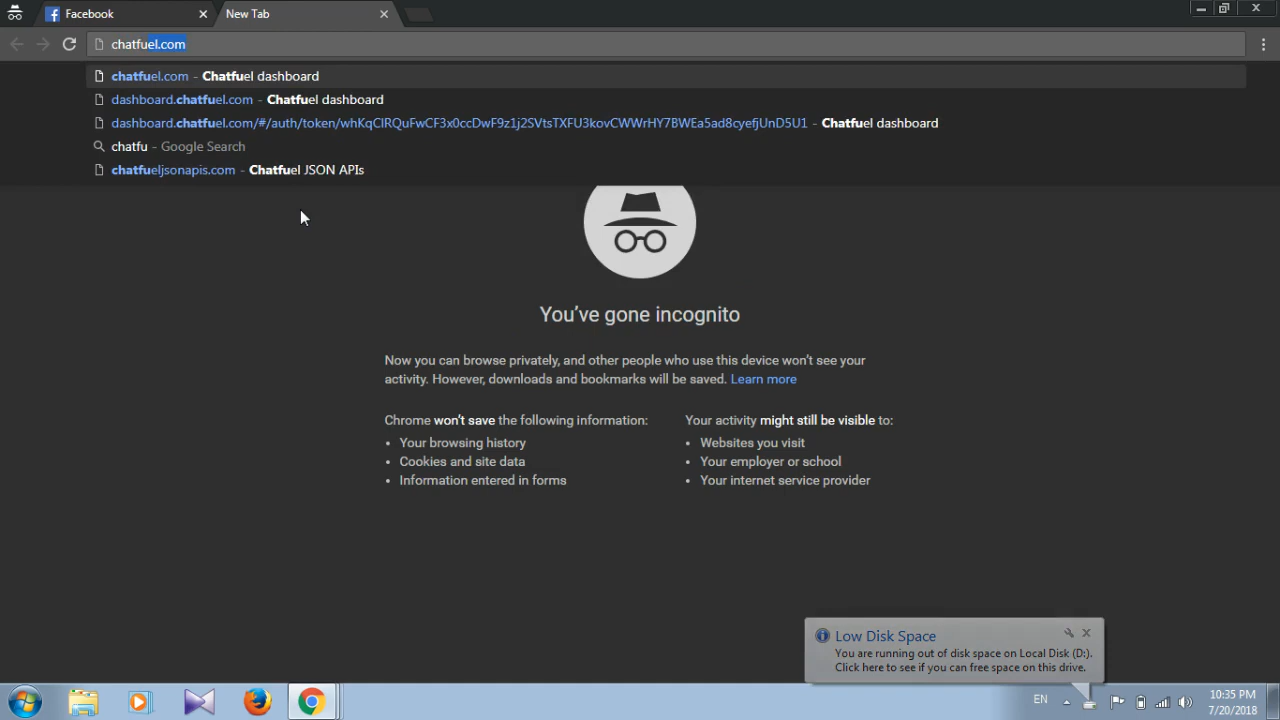 Facebook
New Tab
chatfuel.com
chatfuel.com - Chatfuel dashboard
dashboard.chatfuel.com - Chatfuel dashboard
dashboard.chatfuel.com/#/auth/token/whKqClRQuFwCF3x0ccDwF9z1j2SVtsTXFU3kovCWWrHY7BWEa5ad8cyefjUnD5U1 - Chatfuel dashboard
chatfu - Google Search
chatfueljsonapis.com - Chatfuel JSON APIs
You've gone incognito
Now you can browse privately, and other people who use this device won't see your
activity. However, downloads and bookmarks will be saved. Learn more
Chrome won't save the following information:
• Your browsing history
• Cookies and site data
• Information entered in forms
Your activity might still be visible to:
• Websites you visit
• Your employer or school
• Your internet service provider
Low Disk Space
You are running out of disk space on Local Disk (D:).
Click here to see if you can free space on this drive.
EN
10:35 PM
7/20/2018